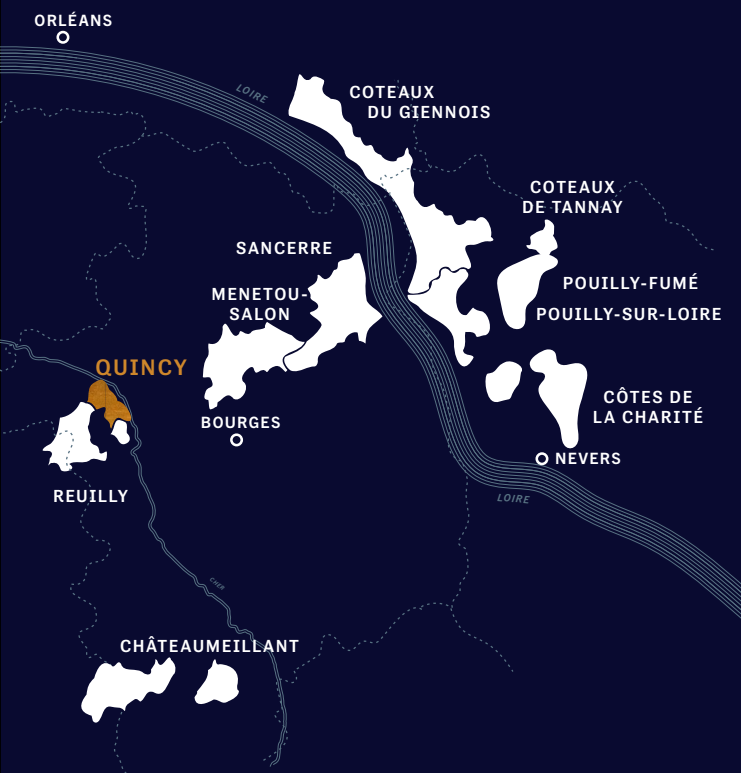 ORLÉANS
LOIRE
COTEAUX
DU GIENNOIS
COTEAUX
DE TANNAY
SANCERRE
MENETOU-
SALON
POUILLY-FUMÉ
POUILLY-SUR-LOIRE
QUINCY
CÔTES DE
LA CHARITÉ
BOURGES
NEVERS
REUILLY
LOIRE
CHER
CHÂTEAUMEILLANT